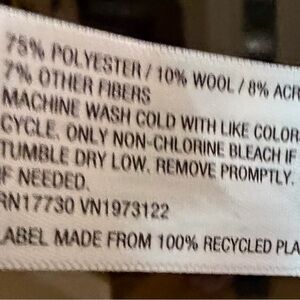 75% POLYESTER / 10% WOOL / 8% ACR
7% OTHER FIBERS
MACHINE WASH COLD WITH LIKE COLOR
CYCLE, ONLY NON-CHLORINE BLEACH IF
TUMBLE DRY LOW, REMOVE PROMPTLY.
IF NEEDED.
RN17730 VN1973122
LABEL MADE FROM 100% RECYCLED PLA